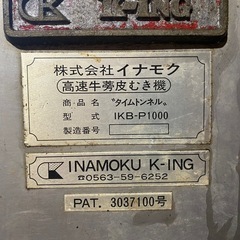 K-ING
株式会社イナモク
高速牛蒡皮むき機
商品名 "タイムトンネル"
型式 IKB-P1000
製造番号
INAMOKU K-ING
☎0563-59-6252
PAT. 3037100号